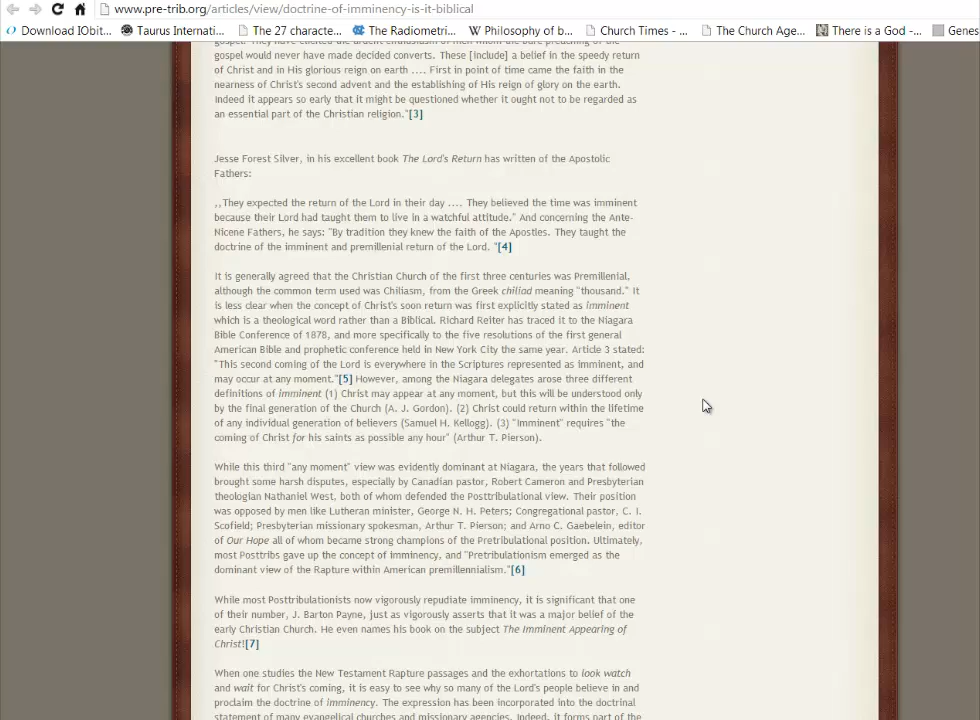 www.pre-trib.org/articles/view/doctrine-of-imminency-is-it-biblical
Download IObit... Taurus Internati... The 27 characte... The Radiometri... W Philosophy of b... Church Times -... The Church Age... There is a God -... Genes
gospel. They have elicited the ardent enthusiasm of men whom the bare preaching of the
gospel would never have made decided converts. These [include] a belief in the speedy return
of Christ and in His glorious reign on earth .... First in point of time came the faith in the
nearness of Christ's second advent and the establishing of His reign of glory on the earth.
Indeed it appears so early that it might be questioned whether it ought not to be regarded as
an essential part of the Christian religion."[3]
Jesse Forest Silver, in his excellent book The Lord's Return has written of the Apostolic
Fathers:
,,They expected the return of the Lord in their day .... They believed the time was imminent
because their Lord had taught them to live in a watchful attitude." And concerning the Ante-
Nicene Fathers, he says: "By tradition they knew the faith of the Apostles. They taught the
doctrine of the imminent and premillenial return of the Lord. "[4]
It is generally agreed that the Christian Church of the first three centuries was Premillenial,
although the common term used was Chiliasm, from the Greek chiliad meaning "thousand." It
is less clear when the concept of Christ's soon return was first explicitly stated as imminent
which is a theological word rather than a Biblical. Richard Reiter has traced it to the Niagara
Bible Conference of 1878, and more specifically to the five resolutions of the first general
American Bible and prophetic conference held in New York City the same year. Article 3 stated:
"This second coming of the Lord is everywhere in the Scriptures represented as imminent, and
may occur at any moment."[5] However, among the Niagara delegates arose three different
definitions of imminent (1) Christ may appear at any moment, but this will be understood only
by the final generation of the Church (A. J. Gordon). (2) Christ could return within the lifetime
of any individual generation of believers (Samuel H. Kellogg). (3) "Imminent" requires "the
coming of Christ for his saints as possible any hour" (Arthur T. Pierson).
While this third "any moment" view was evidently dominant at Niagara, the years that followed
brought some harsh disputes, especially by Canadian pastor, Robert Cameron and Presbyterian
theologian Nathaniel West, both of whom defended the Posttribulational view. Their position
was opposed by men like Lutheran minister, George N. H. Peters; Congregational pastor, C. I.
Scofield; Presbyterian missionary spokesman, Arthur T. Pierson; and Arno C. Gaebelein, editor
of Our Hope all of whom became strong champions of the Pretribulational position. Ultimately,
most Posttribs gave up the concept of imminency, and "Pretribulationism emerged as the
dominant view of the Rapture within American premillennialism."[6]
While most Posttribulationists now vigorously repudiate imminency, it is significant that one
of their number, J. Barton Payne, just as vigorously asserts that it was a major belief of the
early Christian Church. He even names his book on the subject The Imminent Appearing of
Christ![7]
When one studies the New Testament Rapture passages and the exhortations to look watch
and wait for Christ's coming, it is easy to see why so many of the Lord's people believe in and
proclaim the doctrine of imminency. The expression has been incorporated into the doctrinal
statement of many evangelical churches and missionary agencies. Indeed, it forms part of the